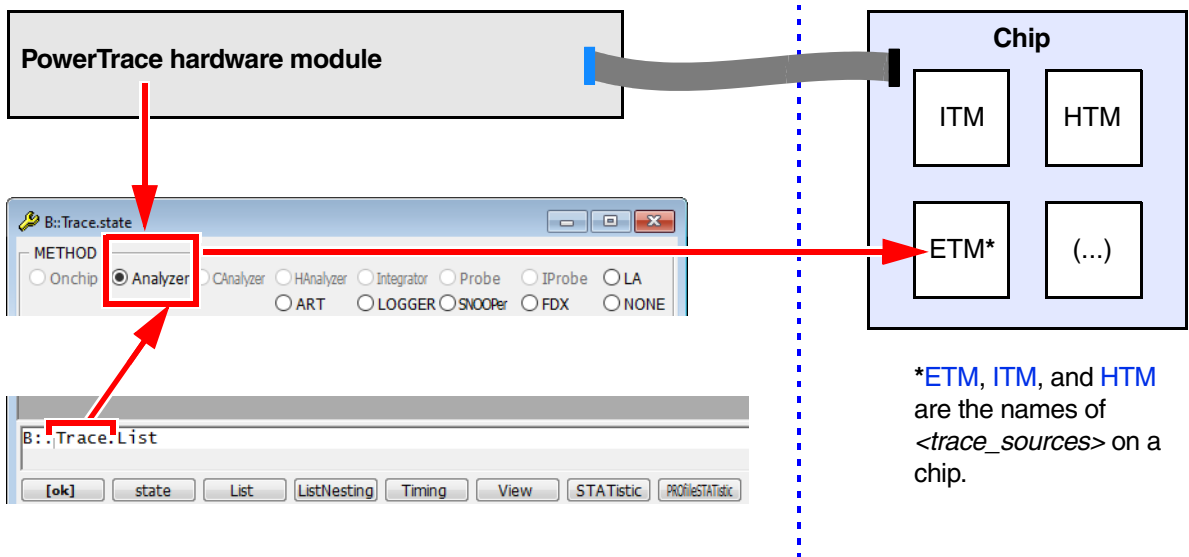 PowerTrace hardware module
Chip
ITM HTM
ETM* (...)
B::Trace.state
METHOD
Onchip Analyzer CAnalyzer HAnalyzer Integrator Probe IProbe LA
ART LOGGER SNOOPer FDX NONE
*ETM, ITM, and HTM
are the names of
<trace_sources> on a
chip.
B::Trace.List
[ok] state List ListNesting Timing View STATistic PROfileSTATistic